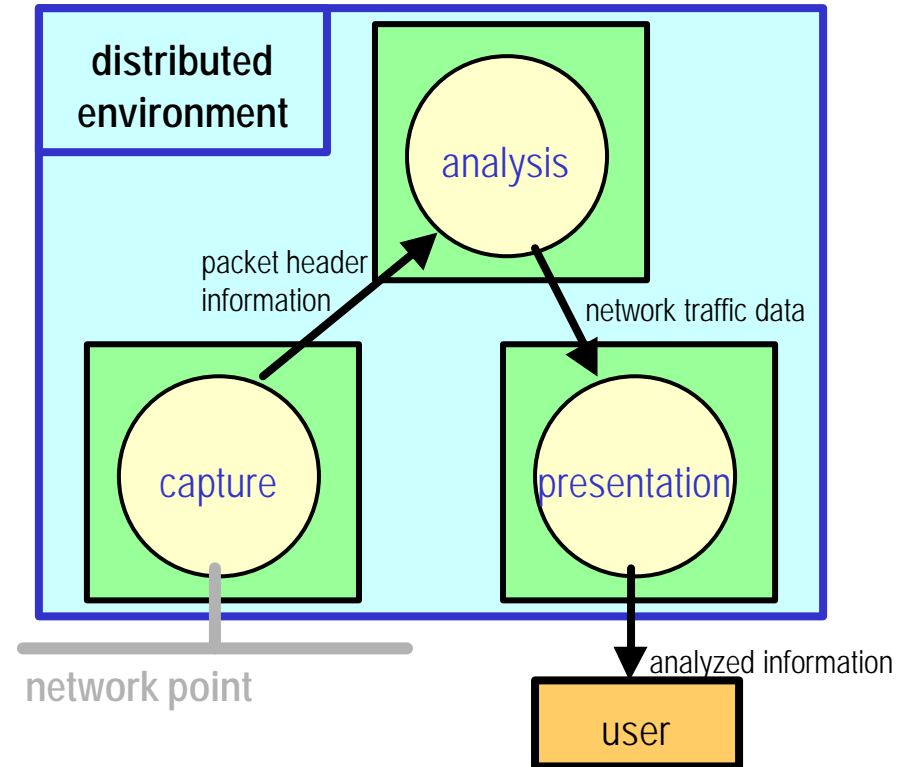 distributed
environment
analysis
packet header
information
network traffic data
capture
presentation
analyzed information
network point
user